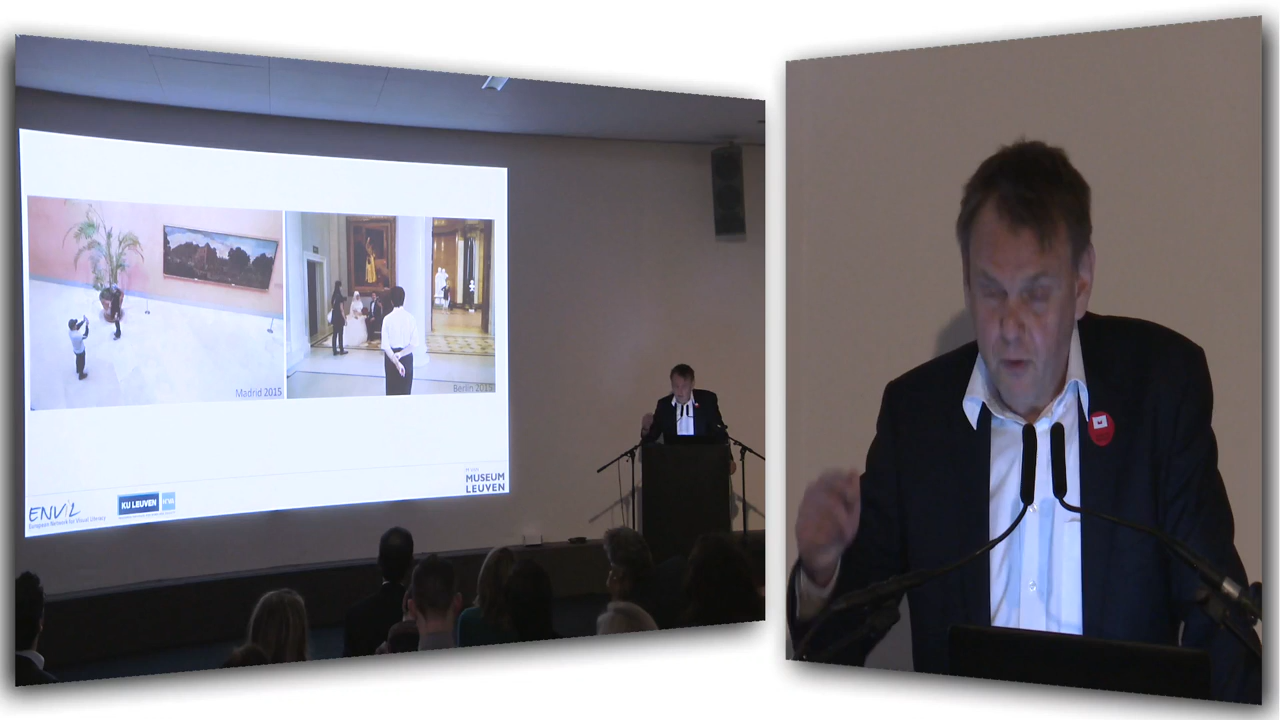 Madrid 2015
Berlin 2015
MUSEUM
LEUVEN
ENViL
European Network for Visual Literacy
KU LEUVEN